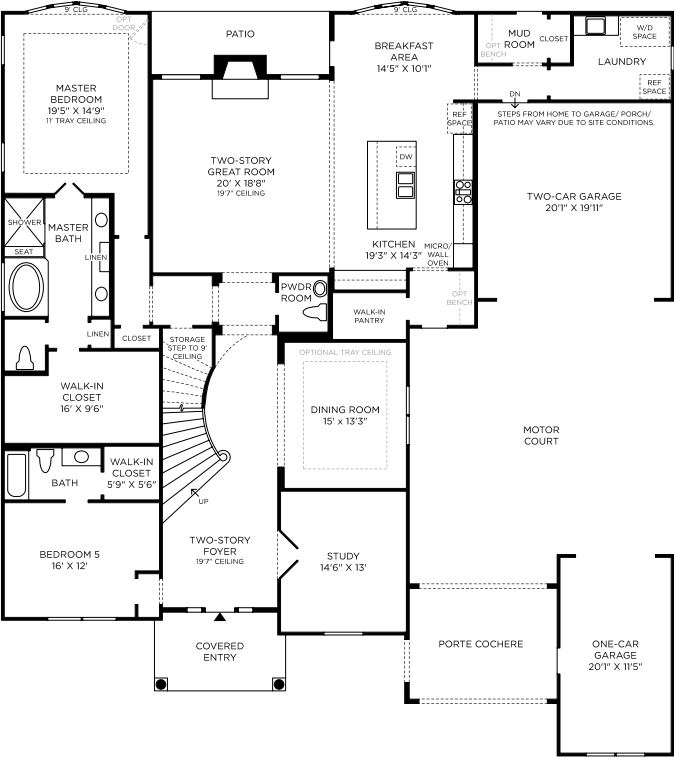 9' CLG
OPT
DOOR
PATIO
9' CLG
BREAKFAST
AREA
14'5" X 10'1"
OPT
BENCH
MUD
ROOM
CLOSET
W/D
SPACE
LAUNDRY
REF
SPACE
MASTER
BEDROOM
19'5" X 14'9"
11' TRAY CEILING
DN
STEPS FROM HOME TO GARAGE/ PORCH/
PATIO MAY VARY DUE TO SITE CONDITIONS.
REF
SPACE
DW
TWO-STORY
GREAT ROOM
20' X 18'8"
19'7" CEILING
TWO-CAR GARAGE
20'1" X 19'11"
SHOWER
SEAT
MASTER
BATH
LINEN
KITCHEN
19'3" X 14'3"
MICRO/
WALL
OVEN
PWDR
ROOM
OPT
BENCH
WALK-IN
PANTRY
LINEN
CLOSET
STORAGE
STEP TO 9'
CEILING
OPTIONAL TRAY CEILING
WALK-IN
CLOSET
16' X 9'6"
DINING ROOM
15' x 13'3"
MOTOR
COURT
BATH
WALK-IN
CLOSET
5'9" X 5'6"
UP
BEDROOM 5
16' X 12'
TWO-STORY
FOYER
19'7" CEILING
STUDY
14'6" X 13'
COVERED
ENTRY
PORTE COCHERE
ONE-CAR
GARAGE
20'1" X 11'5"